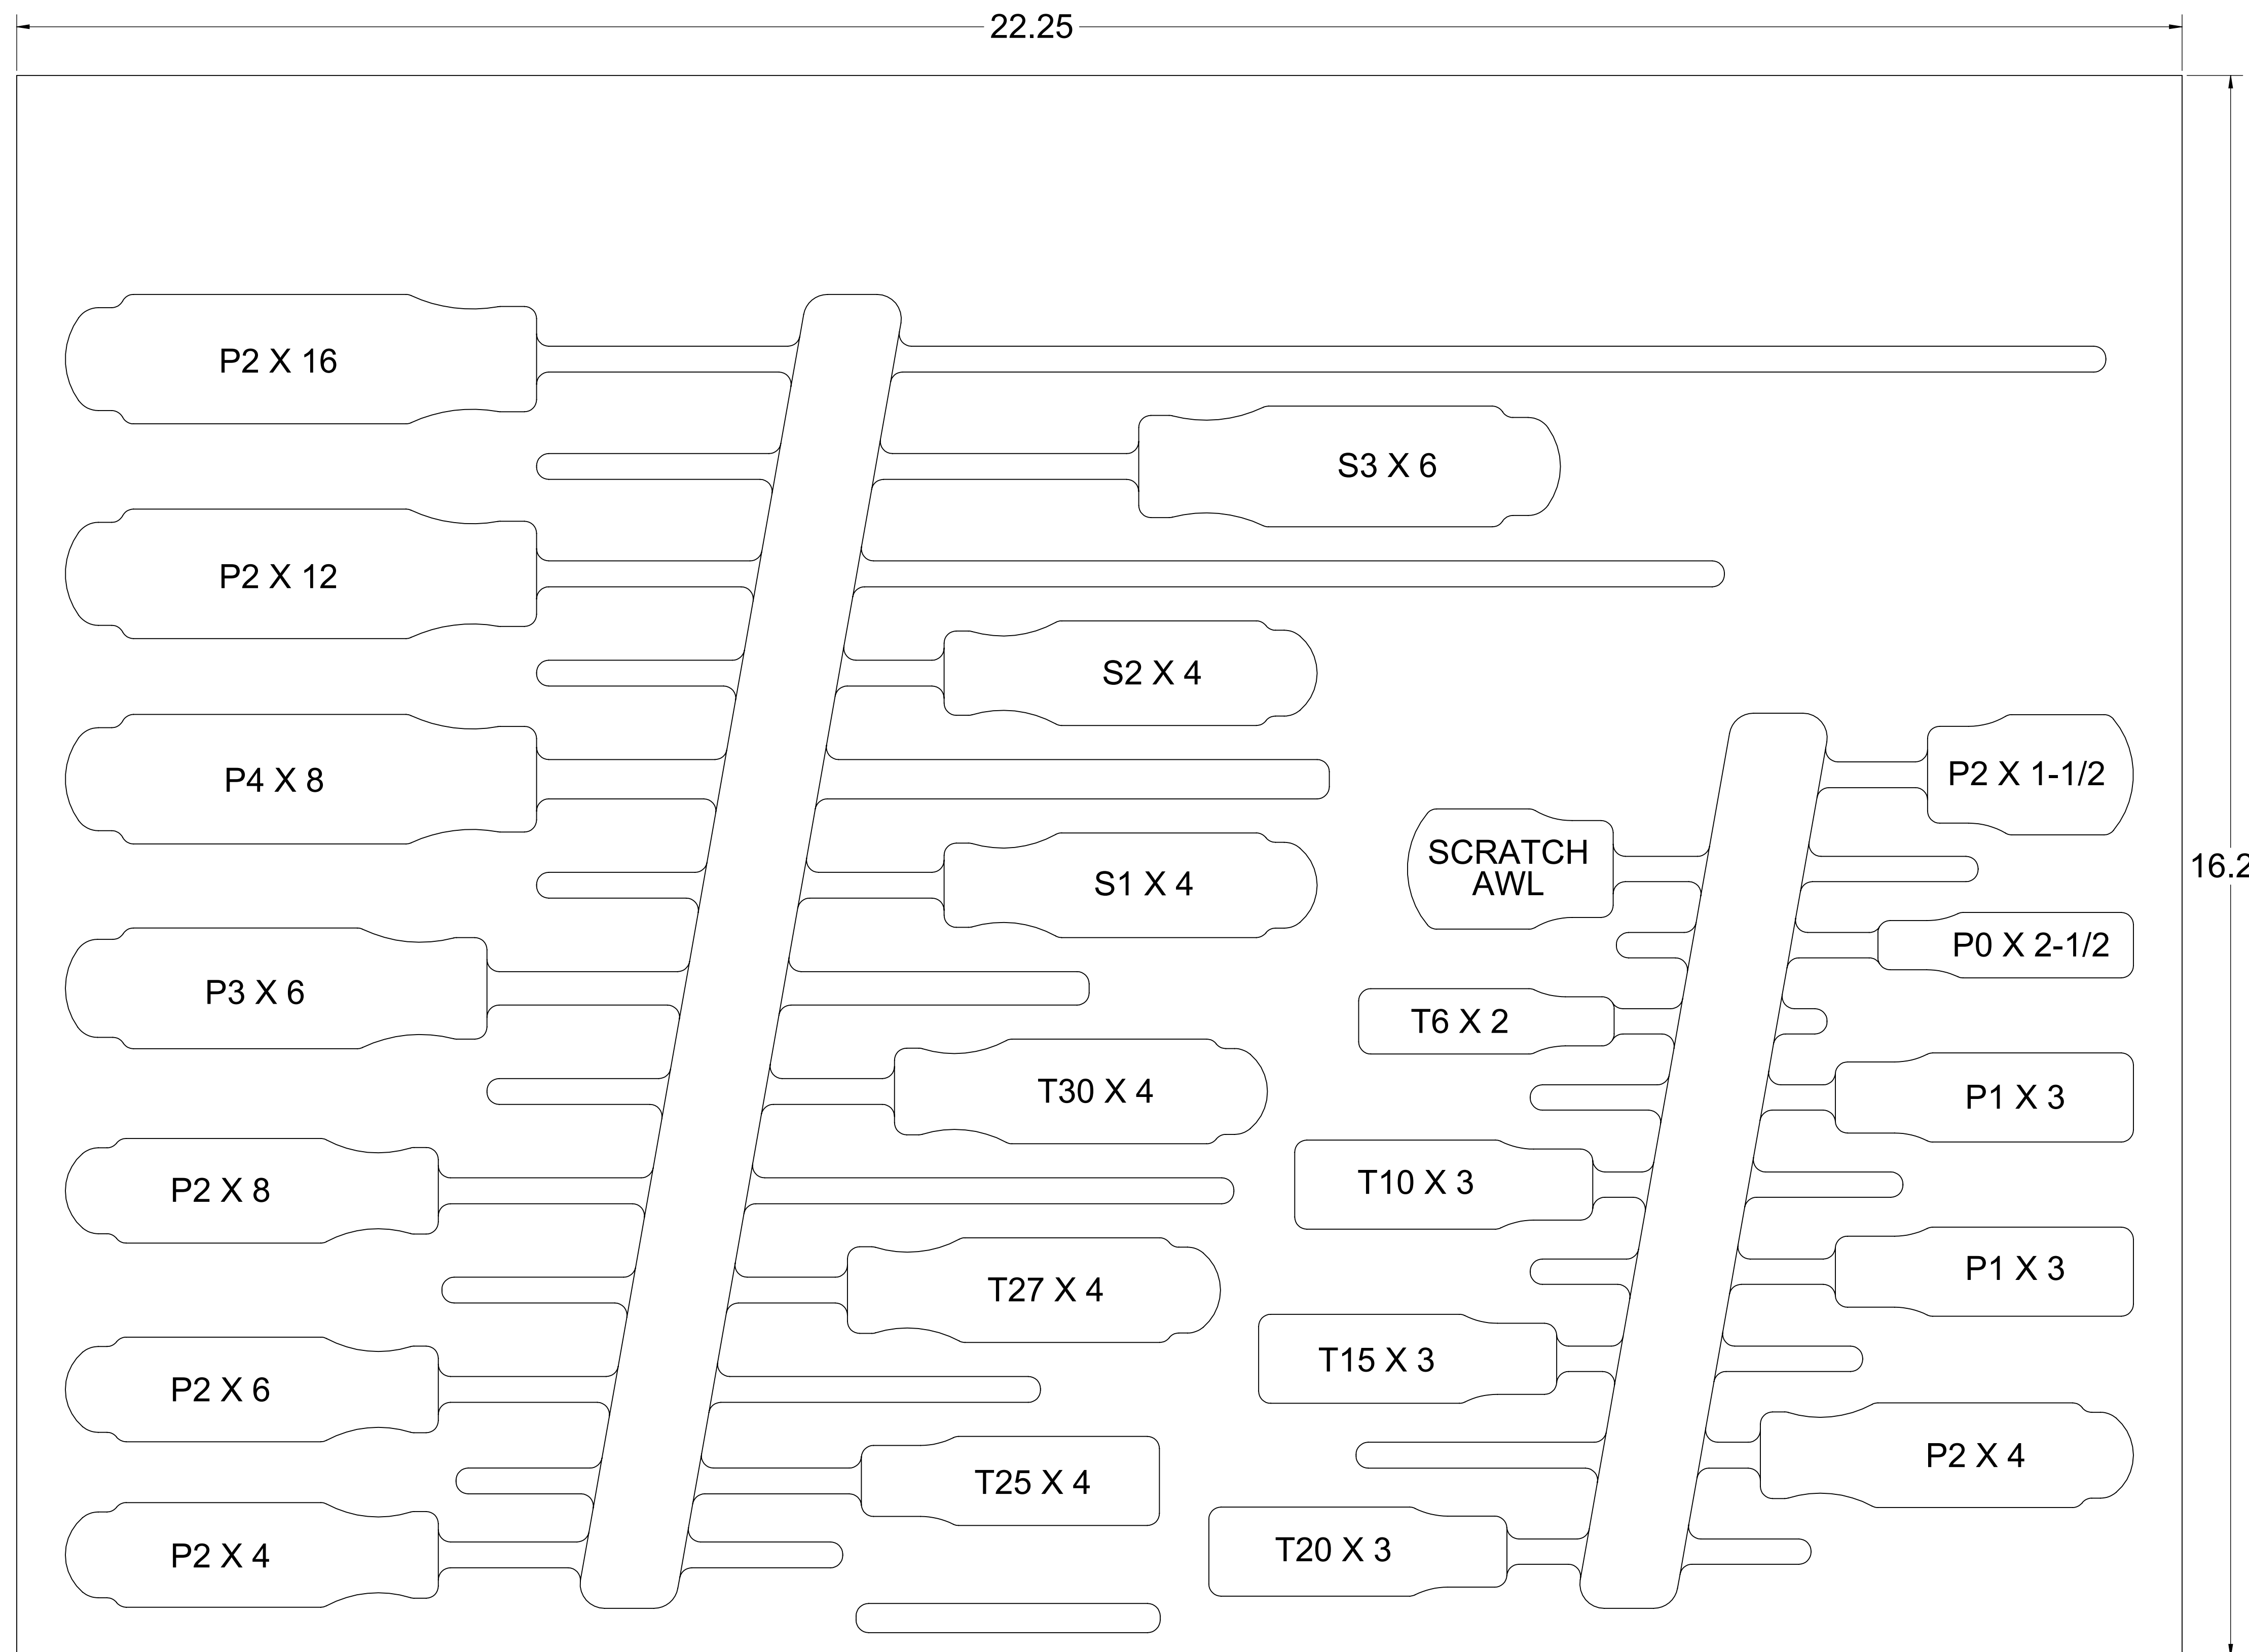 22.25
P2 X 16
S3 X 6
P2 X 12
S2 X 4
P4 X 8
P2 X 1-1/2
SCRATCH
AWL
16.2
S1 X 4
P0 X 2-1/2
P3 X 6
T6 X 2
T30 X 4
P1 X 3
P2 X 8
T10 X 3
T27 X 4
P1 X 3
P2 X 6
T15 X 3
T25 X 4
P2 X 4
P2 X 4
T20 X 3